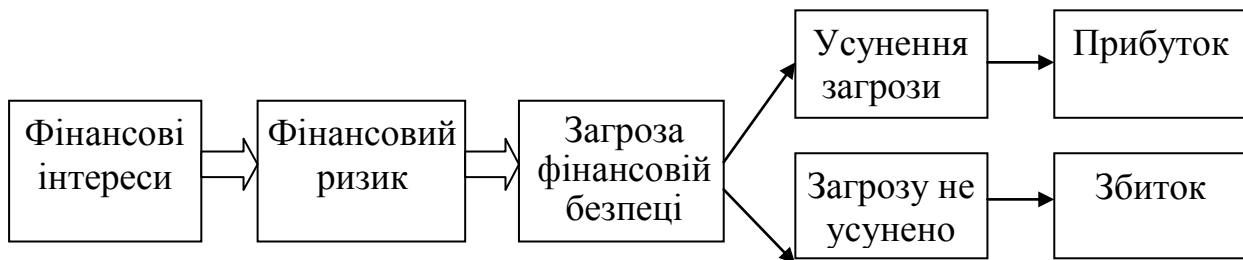 Фінансові
інтереси
Фінансовий
ризик
Загроза
фінансовій
безпеці
Усунення
загрози
Прибуток
Загрозу не
усунено
Збиток